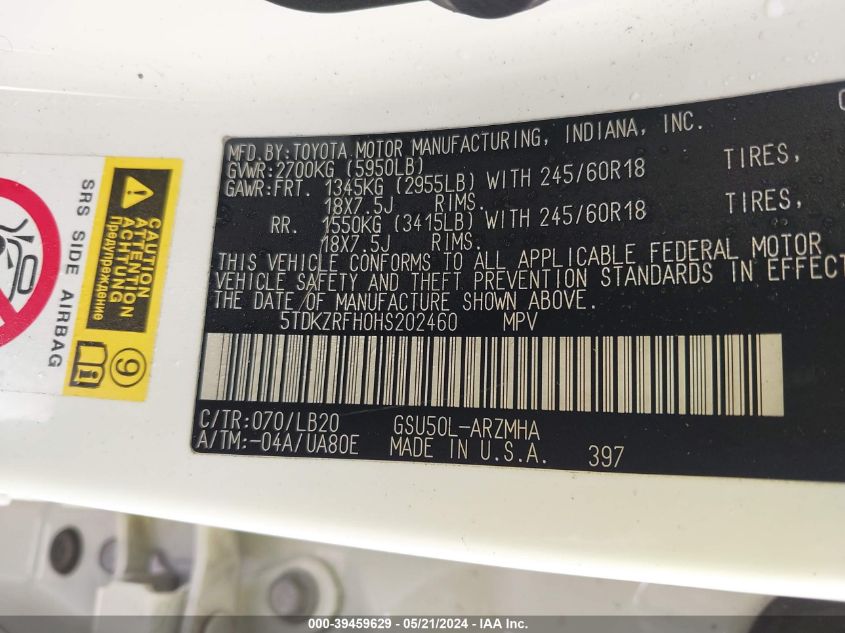 MFD.BY:TOYOTA MOTOR MANUFACTURING, INDIANA, INC.
GVWR:2700KG (5950LB)
GAWR:FRT. 1345KG (2955LB) WITH 245/60R18 TIRES,
18X7.5J RIMS.
RR. 1550KG (3415LB) WITH 245/60R18 TIRES,
18X7.5J RIMS.
THIS VEHICLE CONFORMS TO ALL APPLICABLE FEDERAL MOTOR
VEHICLE SAFETY AND THEFT PREVENTION STANDARDS IN EFFECT
THE DATE OF MANUFACTURE SHOWN ABOVE.
5TDKZRFH0HS202460 MPV
C/TR:070/LB20 GSU50L-ARZMHA
A/TM:-04A/UA80E MADE IN U.S.A. 397
SRS SIDE AIRBAG
CAUTION
ATTENTION
ACHTUNG
Предупреждение
9
000-39459629 - 05/21/2024 - IAA, Inc.